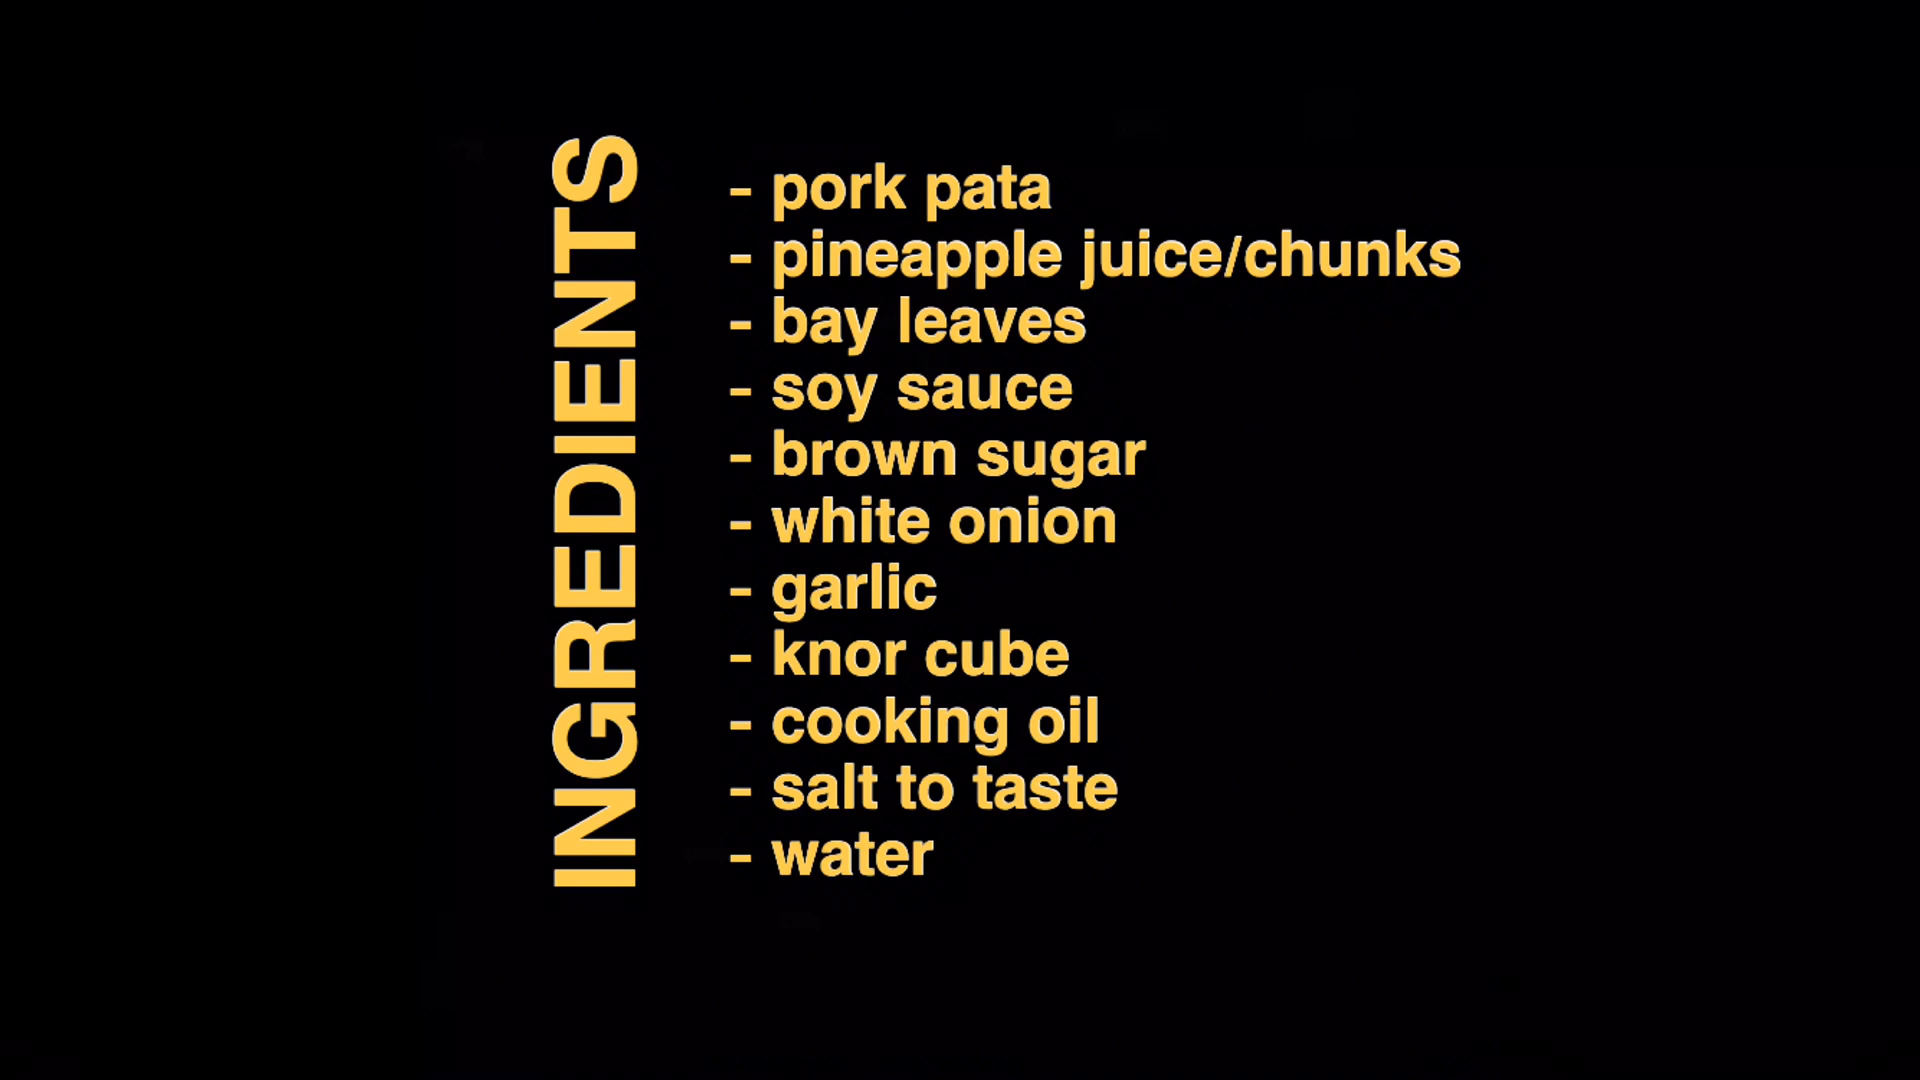 INGREDIENTS
- pork pata
- pineapple juice/chunks
- bay leaves
- soy sauce
- brown sugar
- white onion
- garlic
- knor cube
- cooking oil
- salt to taste
- water